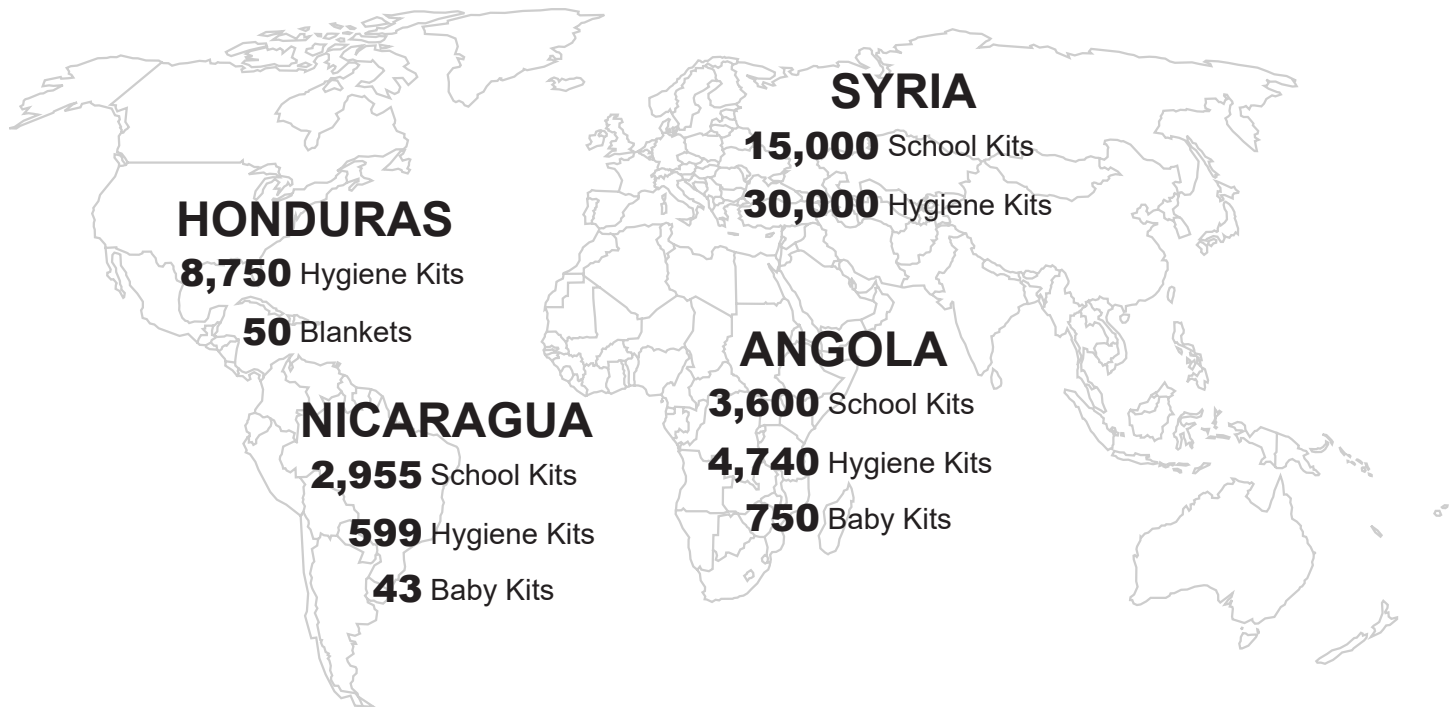 SYRIA
15,000 School Kits
30,000 Hygiene Kits
HONDURAS
8,750 Hygiene Kits
50 Blankets
ANGOLA
3,600 School Kits
4,740 Hygiene Kits
750 Baby Kits
NICARAGUA
2,955 School Kits
599 Hygiene Kits
43 Baby Kits